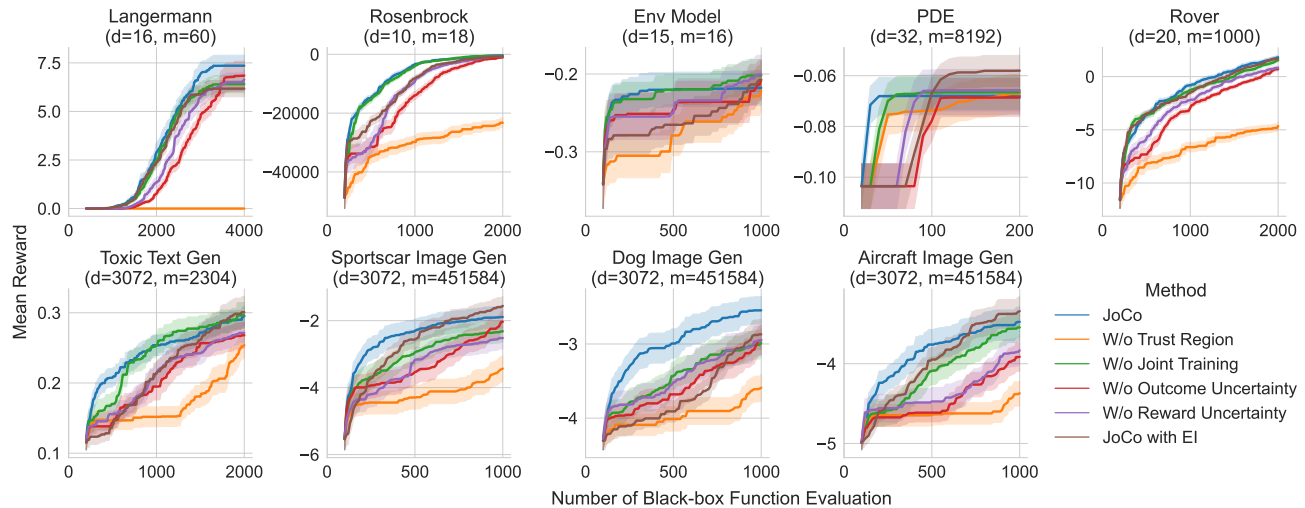 Langermann
(d=16, m=60)
Rosenbrock
(d=10, m=18)
Env Model
(d=15, m=16)
PDE
(d=32, m=8192)
Rover
(d=20, m=1000)
7.5
5.0
2.5
0.0
0
2000
4000
0
−20000
−40000
0
1000
2000
−0.2
−0.3
0
500
1000
−0.06
−0.08
−0.10
0
100
200
0
−5
−10
0
1000
2000
Mean Reward
Toxic Text Gen
(d=3072, m=2304)
Sportscar Image Gen
(d=3072, m=451584)
Dog Image Gen
(d=3072, m=451584)
Aircraft Image Gen
(d=3072, m=451584)
0.3
0.2
0.1
0
1000
2000
−2
−4
−6
0
500
1000
−3
−4
0
500
1000
−4
−5
0
500
1000
Method
JoCo
W/o Trust Region
W/o Joint Training
W/o Outcome Uncertainty
W/o Reward Uncertainty
JoCo with EI
Number of Black-box Function Evaluation